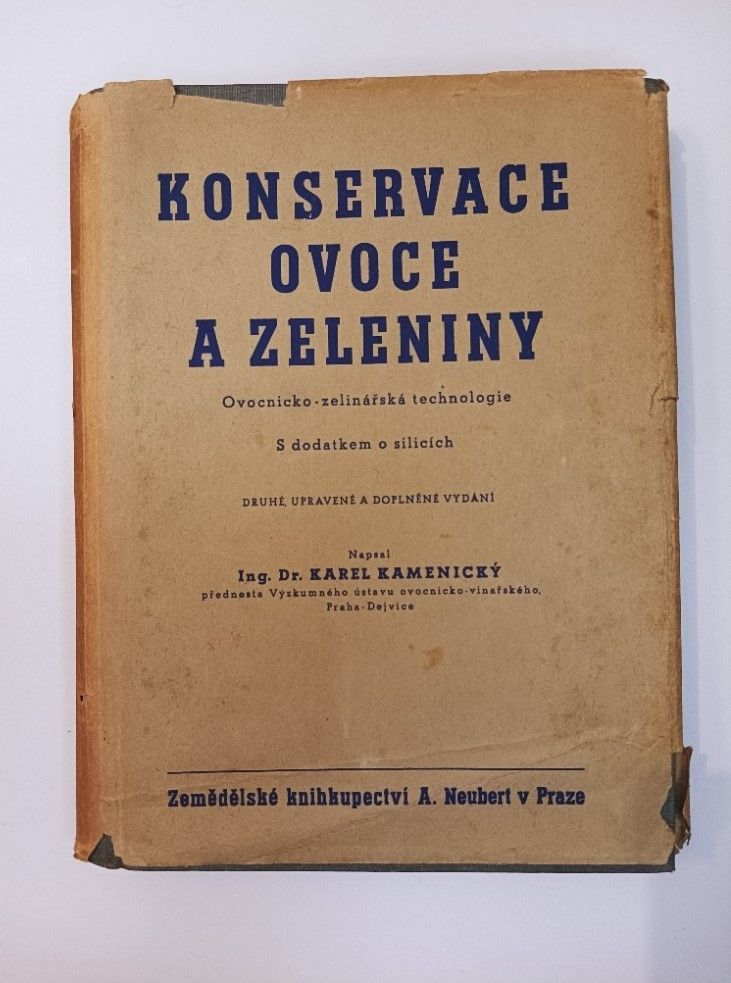 KONSERVACE
OVOCE
A ZELENINY
Ovocnicko-zelinářská technologie
S dodatkem o silicích
DRUHÉ, UPRAVENÉ A DOPLNĚNÉ VYDÁNÍ
Napsal
Ing. Dr. KAREL KAMENICKÝ
přednosta Výzkumného ústavu ovocnicko-vinařského,
Praha-Dejvice
Zemědělské knihkupectví A. Neubert v Praze